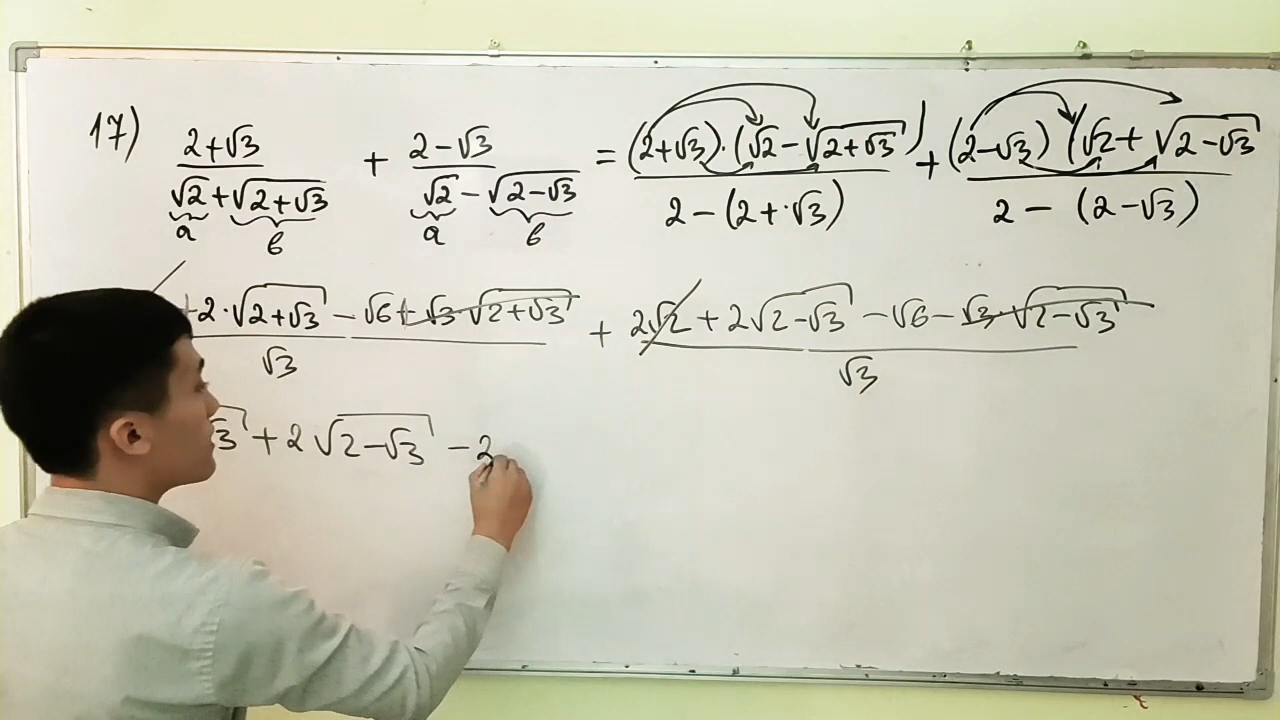 17) (2+√3)/(√2+√(2+√3)) + (2-√3)/(√2-√(2-√3)) = ((2+√3)·(√2-√(2+√3)))/(2-(2+·√3)) + ((2-√3)(√2+√(2-√3)))/(2-(2-√3))
a b a b
+2·√(2+√3) -√6+√3·√(2+√3) / √3 + (2√2+2√(2-√3)-√6-√3·√(2-√3))/√3
√3 + 2√(2-√3) - 2